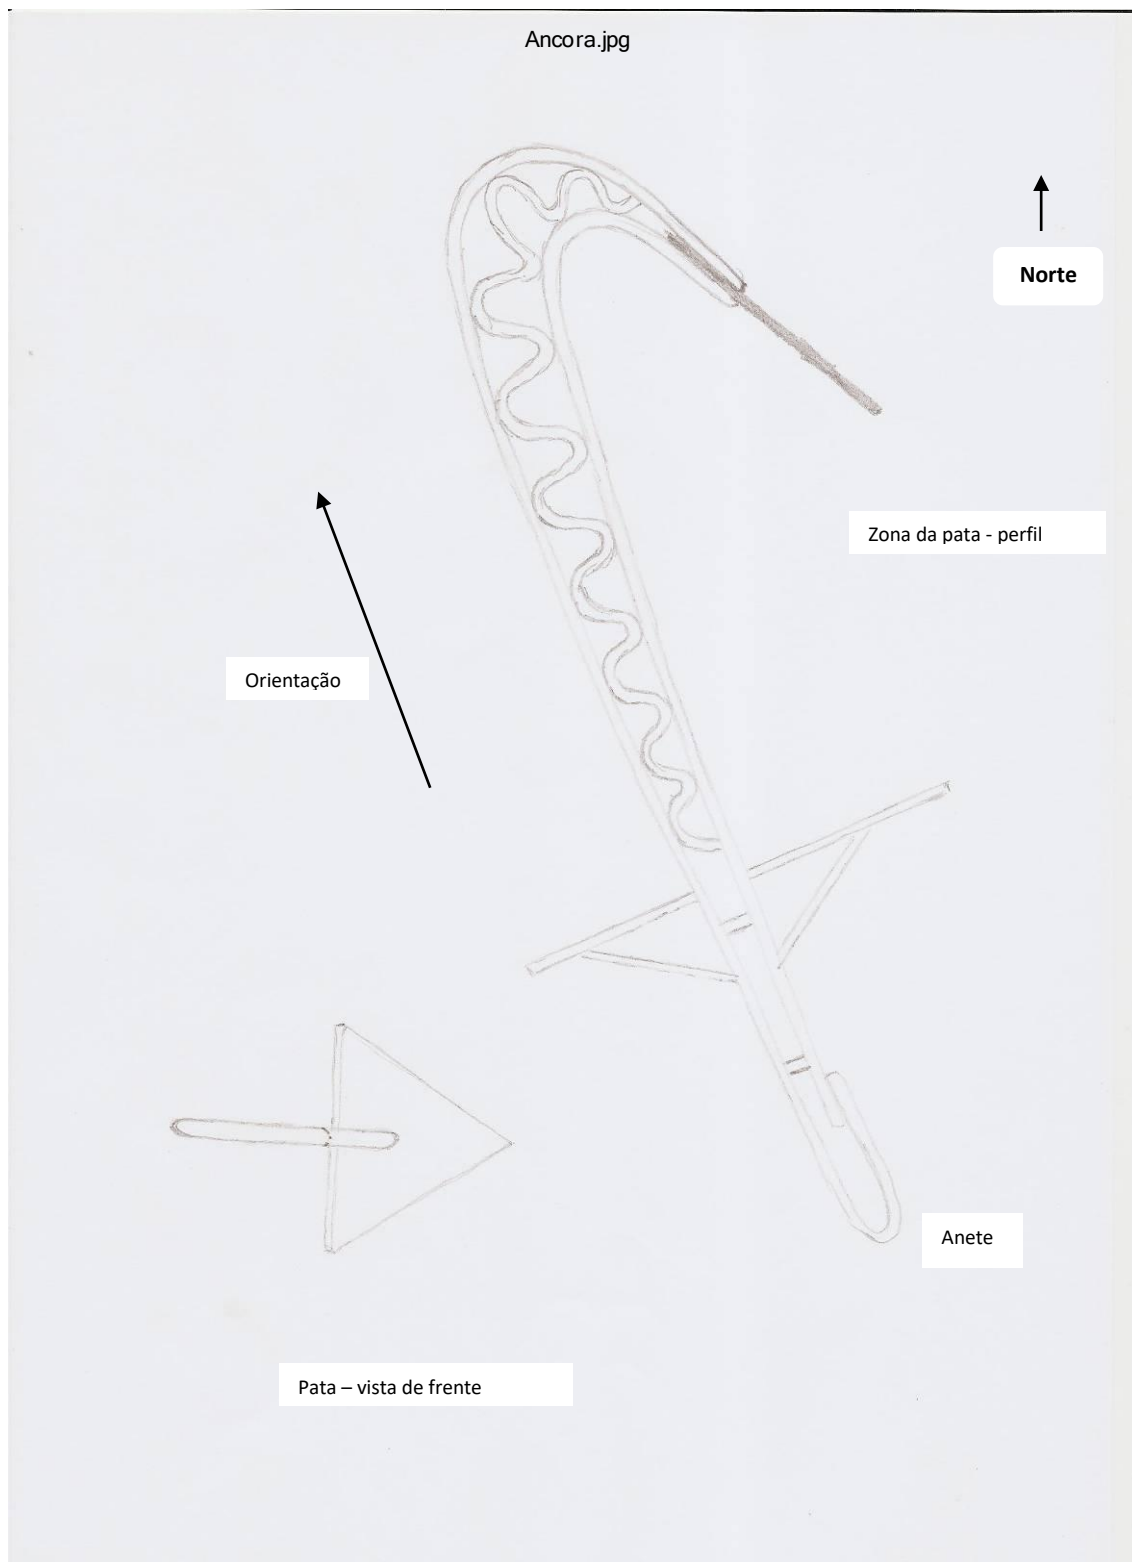 Ancora.jpg
Norte
Zona da pata - perfil
Orientação
Anete
Pata – vista de frente